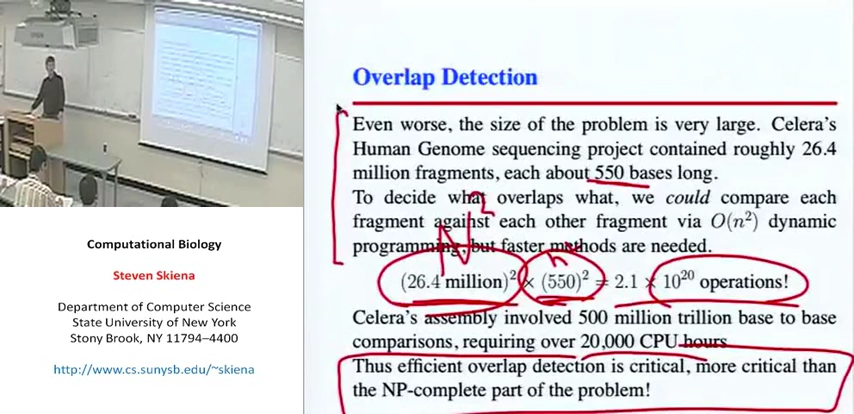 Overlap Detection
Even worse, the size of the problem is very large. Celera's
Human Genome sequencing project contained roughly 26.4
million fragments, each about 550 bases long.
To decide what overlaps what, we could compare each
fragment against each other fragment via O(n²) dynamic
programming, but faster methods are needed.
N²
n
(26.4 million)² × (550)² = 2.1 × 10²⁰ operations!
Celera's assembly involved 500 million trillion base to base
comparisons, requiring over 20,000 CPU hours.
Thus efficient overlap detection is critical, more critical than
the NP-complete part of the problem!
Computational Biology
Steven Skiena
Department of Computer Science
State University of New York
Stony Brook, NY 11794–4400
http://www.cs.sunysb.edu/~skiena